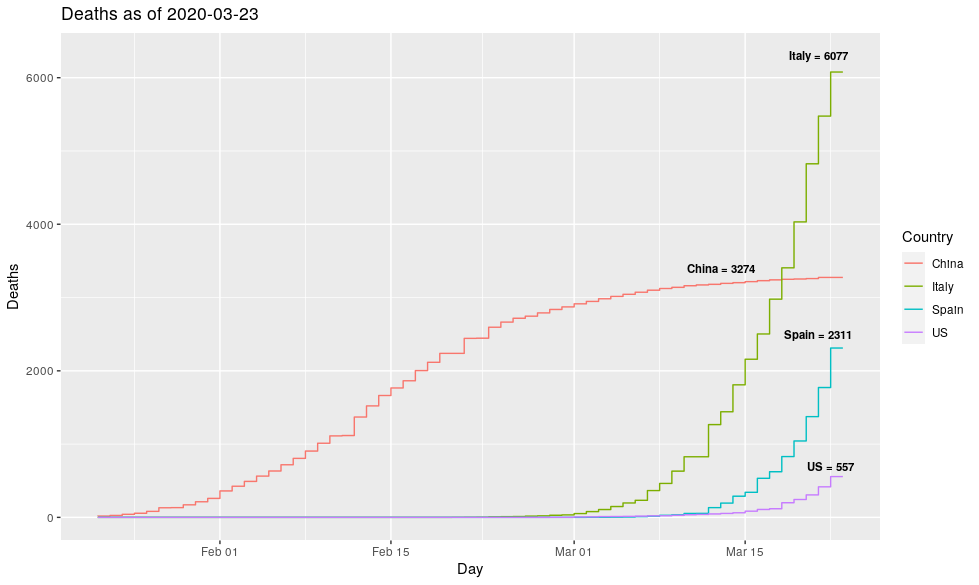 Deaths as of 2020-03-23
Italy = 6077
6000
4000
China = 3274
Spain = 2311
2000
US = 557
0
Feb 01
Feb 15
Mar 01
Mar 15
Day
Deaths
Country
China
Italy
Spain
US